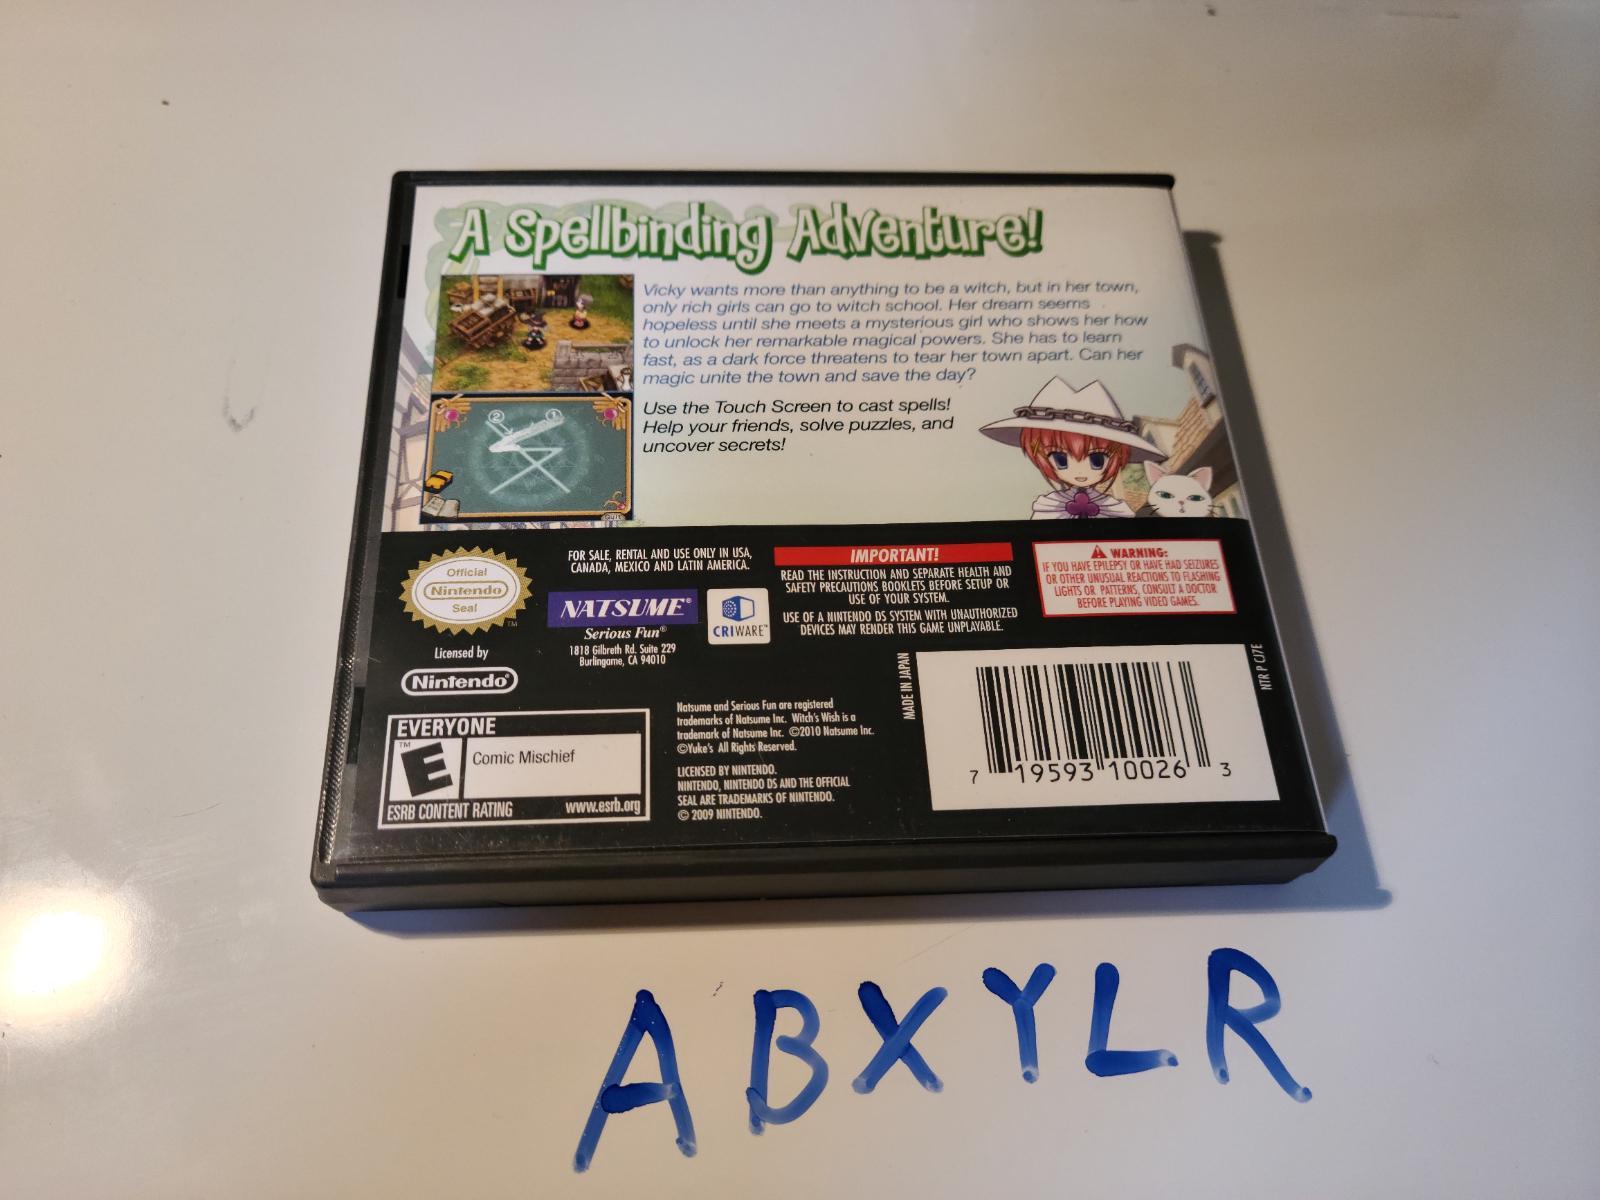 A Spellbinding Adventure!
Vicky wants more than anything to be a witch, but in her town,
only rich girls can go to witch school. Her dream seems
hopeless until she meets a mysterious girl who shows her how
to unlock her remarkable magical powers. She has to learn
fast, as a dark force threatens to tear her town apart. Can her
magic unite the town and save the day?
Use the Touch Screen to cast spells!
Help your friends, solve puzzles, and
uncover secrets!
2 1
Official
Nintendo
Seal
TM
Licensed by
Nintendo®
FOR SALE, RENTAL AND USE ONLY IN USA,
CANADA, MEXICO AND LATIN AMERICA.
NATSUME®
Serious Fun®
1818 Gilbreth Rd. Suite 229
Burlingame, CA 94010
CRIWARE™
IMPORTANT!
READ THE INSTRUCTION AND SEPARATE HEALTH AND
SAFETY PRECAUTIONS BOOKLETS BEFORE SETUP OR
USE OF YOUR SYSTEM.
USE OF A NINTENDO DS SYSTEM WITH UNAUTHORIZED
DEVICES MAY RENDER THIS GAME UNPLAYABLE.
WARNING:
IF YOU HAVE EPILEPSY OR HAVE HAD SEIZURES
OR OTHER UNUSUAL REACTIONS TO FLASHING
LIGHTS OR PATTERNS, CONSULT A DOCTOR
BEFORE PLAYING VIDEO GAMES.
EVERYONE
TM
E
Comic Mischief
ESRB CONTENT RATING www.esrb.org
Natsume and Serious Fun are registered
trademarks of Natsume Inc. Witch's Wish is a
trademark of Natsume Inc. ©2010 Natsume Inc.
©Yuke's All Rights Reserved.
LICENSED BY NINTENDO.
NINTENDO, NINTENDO DS AND THE OFFICIAL
SEAL ARE TRADEMARKS OF NINTENDO.
© 2009 NINTENDO.
MADE IN JAPAN
7 19593 10026 3
NTR P CJ7E
ABXYLR